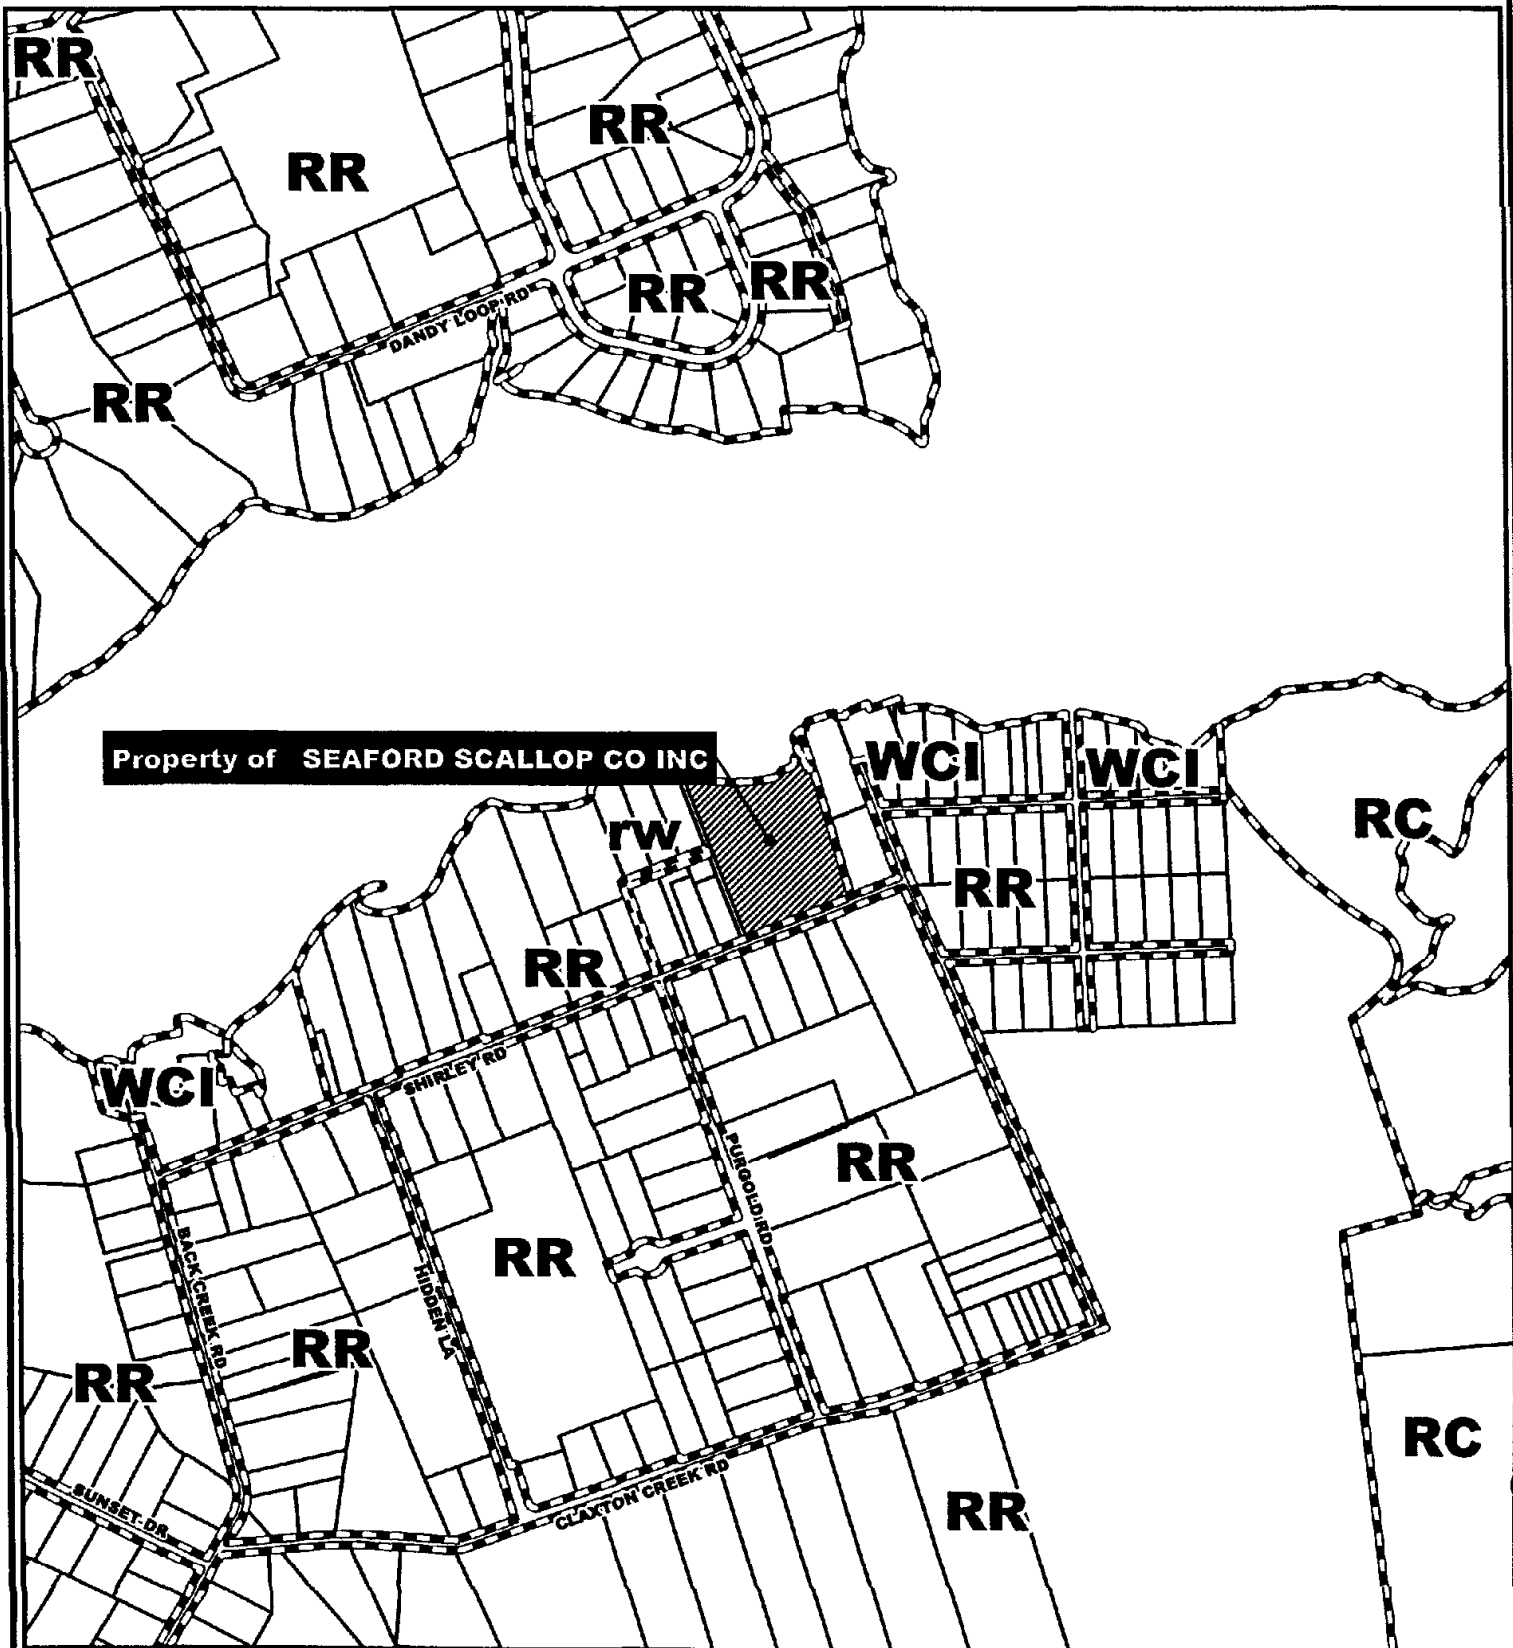 RR
RR
RR
RR
RR
DANDY LOOP RD
RR
Property of SEAFORD SCALLOP CO INC
WCI
WCI
RC
rw
RR
RR
SHIRLEY RD
WCI
PURGOLD RD
RR
BACK CREEK RD
HIDDEN LA
RR
RR
RR
RC
SUNSET DR
CLAXTON CREEK RD
RR